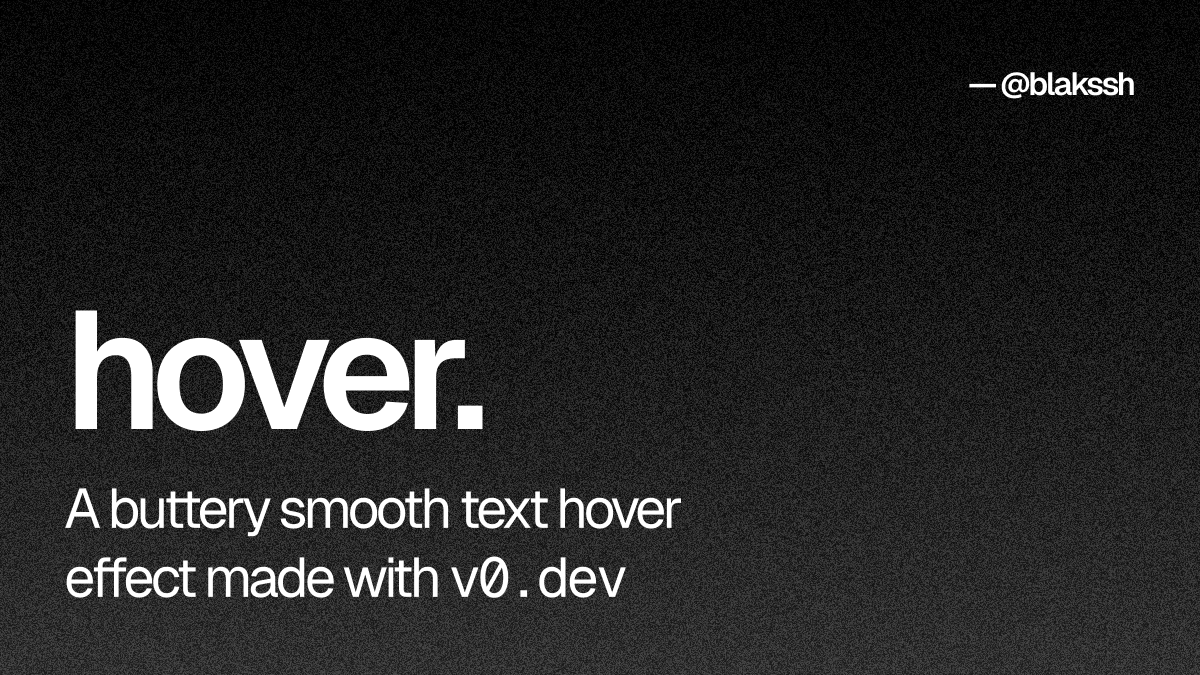 — @blakssh
hover.
A buttery smooth text hover
effect made with v0.dev